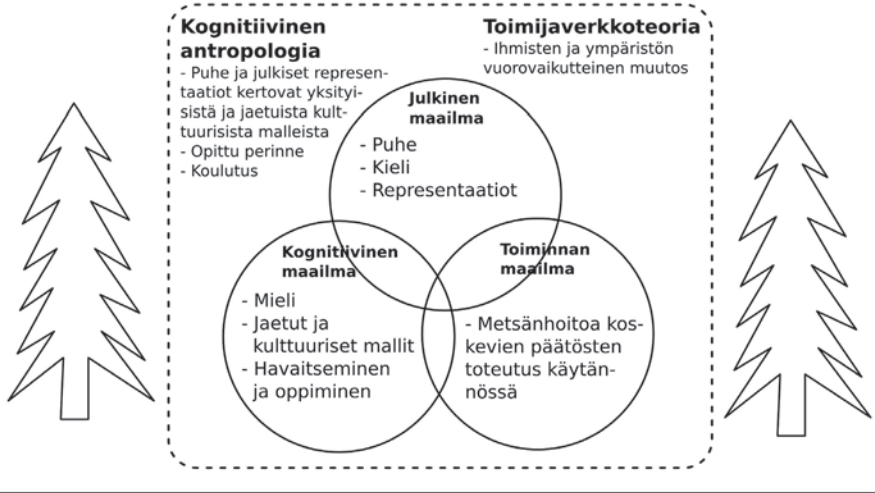 Kognitiivinen
antropologia
- Puhe ja julkiset represen-
taatiot kertovat yksityi-
sistä ja jaetuista kult-
tuurisista malleista
- Opittu perinne
- Koulutus
Toimijaverkkoteoria
- Ihmisten ja ympäristön
vuorovaikutteinen muutos
Julkinen
maailma
- Puhe
- Kieli
- Representaatiot
Kognitiivinen
maailma
- Mieli
- Jaetut ja
kulttuuriset mallit
- Havaitseminen
ja oppiminen
Toiminnan
maailma
- Metsänhoitoa kos-
kevien päätösten
toteutus käytän-
nössä